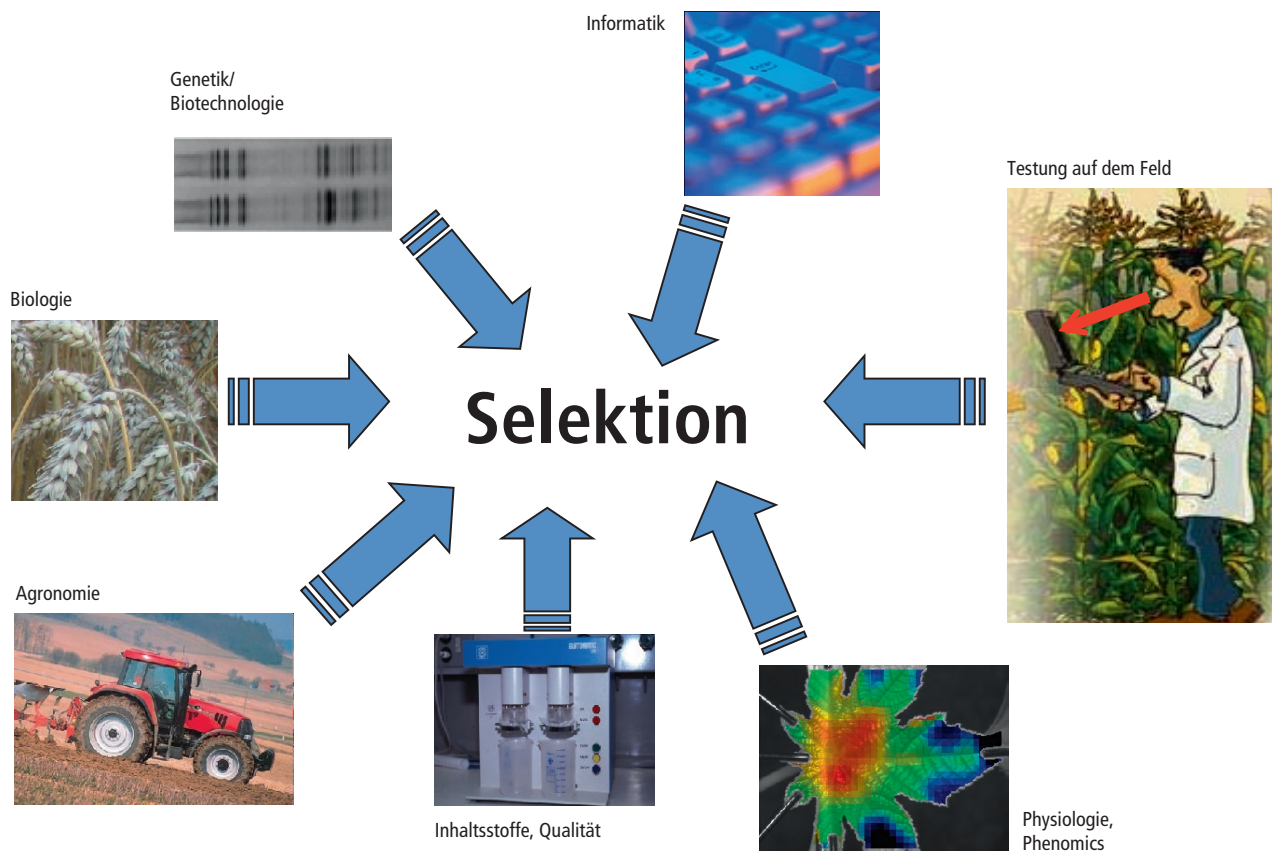 Informatik
Genetik/
Biotechnologie
Testung auf dem Feld
Biologie
Selektion
Agronomie
Inhaltsstoffe, Qualität
Physiologie,
Phenomics